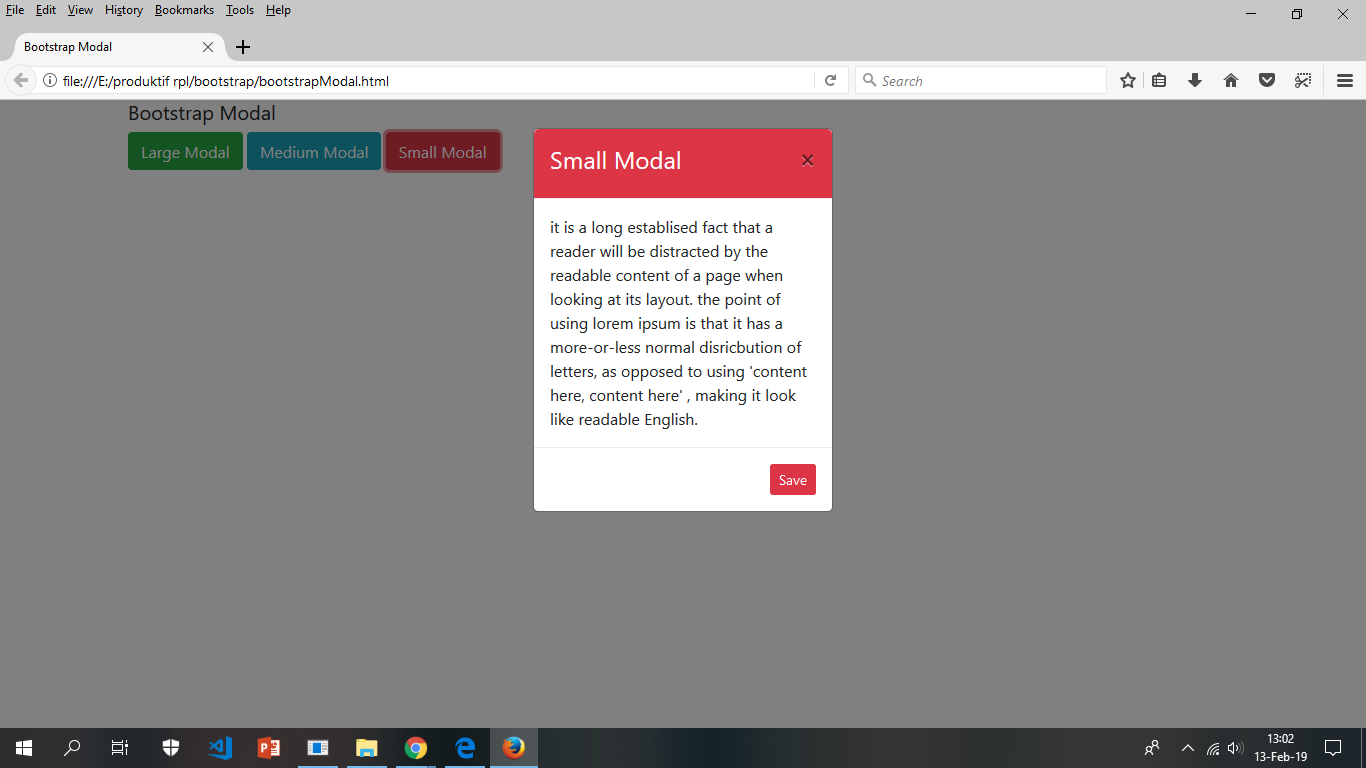 File Edit View History Bookmarks Tools Help
Bootstrap Modal
file:///E:/produktif rpl/bootstrap/bootstrapModal.html
Search
Bootstrap Modal
Large Modal Medium Modal Small Modal
Small Modal ×
it is a long establised fact that a
reader will be distracted by the
readable content of a page when
looking at its layout. the point of
using lorem ipsum is that it has a
more-or-less normal disricbution of
letters, as opposed to using 'content
here, content here' , making it look
like readable English.
Save
13:02
13-Feb-19